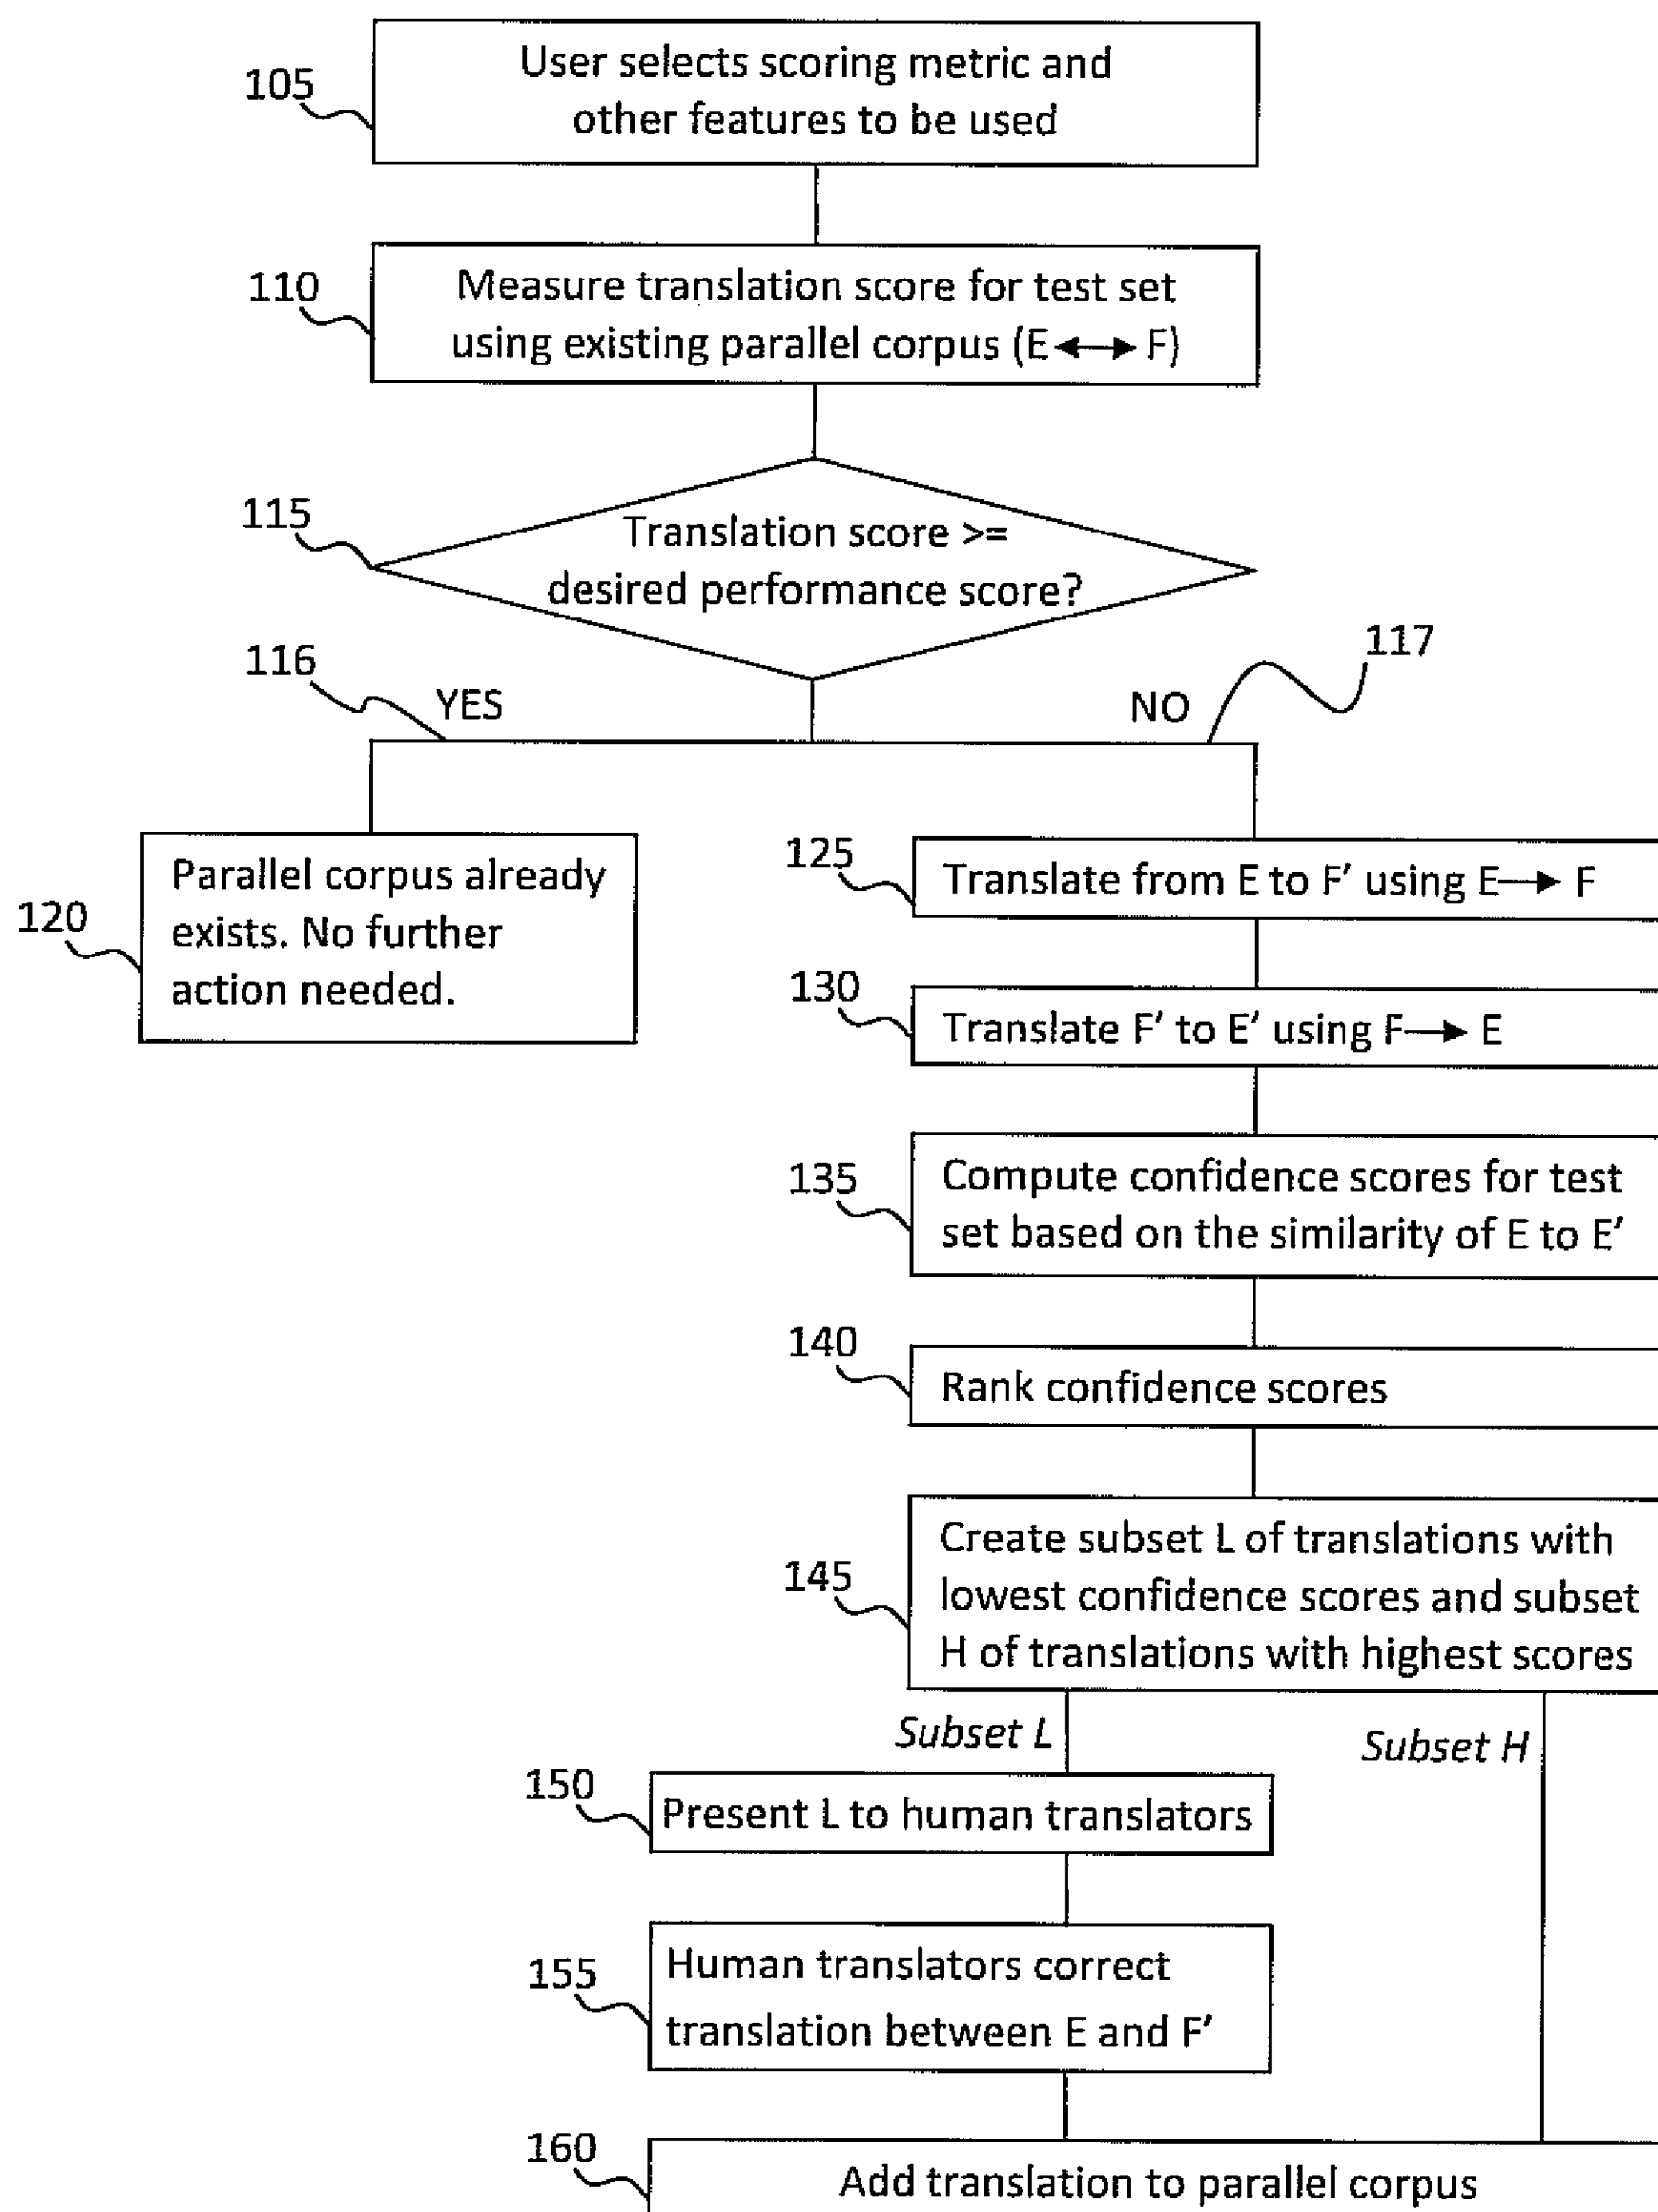 105
User selects scoring metric and
other features to be used
110
Measure translation score for test set
using existing parallel corpus (E ↔ F)
115
Translation score >=
desired performance score?
116
YES
NO
117
120
Parallel corpus already
exists. No further
action needed.
125
Translate from E to F' using E→ F
130
Translate F' to E' using F→ E
135
Compute confidence scores for test
set based on the similarity of E to E'
140
Rank confidence scores
145
Create subset L of translations with
lowest confidence scores and subset
H of translations with highest scores
Subset L
Subset H
150
Present L to human translators
155
Human translators correct
translation between E and F'
160
Add translation to parallel corpus